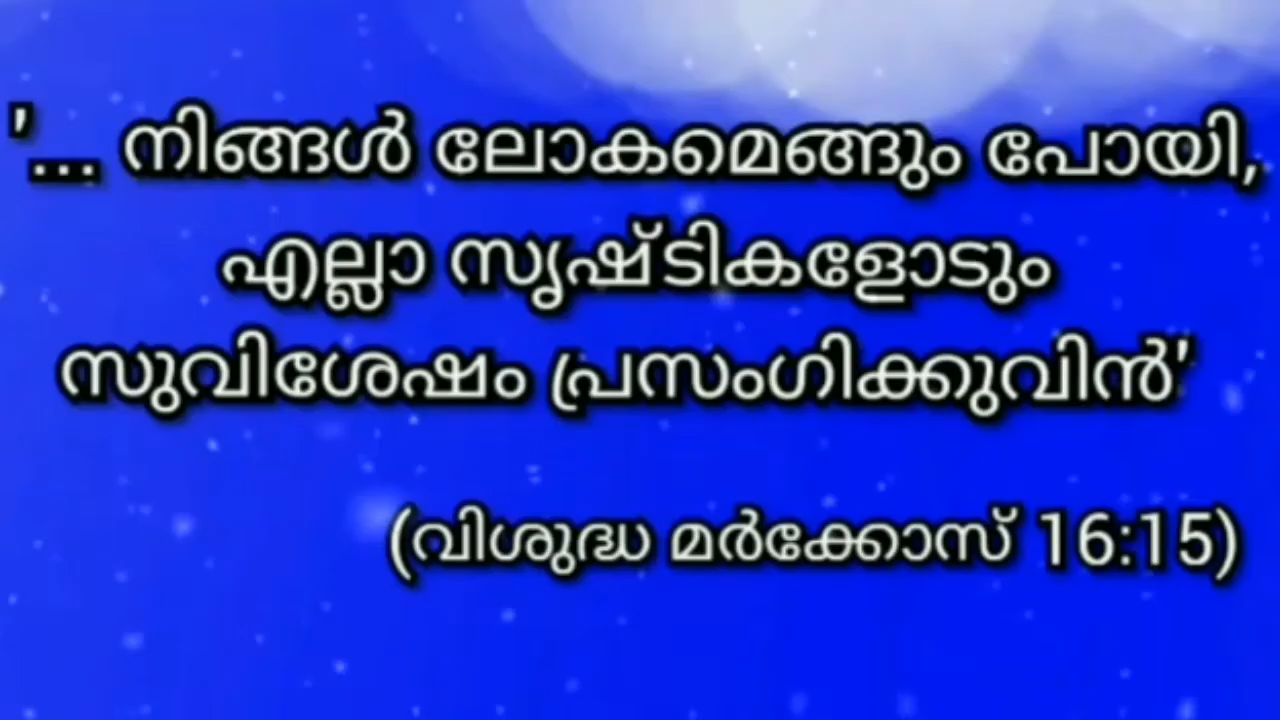 '... നിങ്ങൾ ലോകമെങ്ങും പോയി,
എല്ലാ സൃഷ്ടികളോടും
സുവിശേഷം പ്രസംഗിക്കുവിൻ'
(വിശുദ്ധ മർക്കോസ് 16:15)